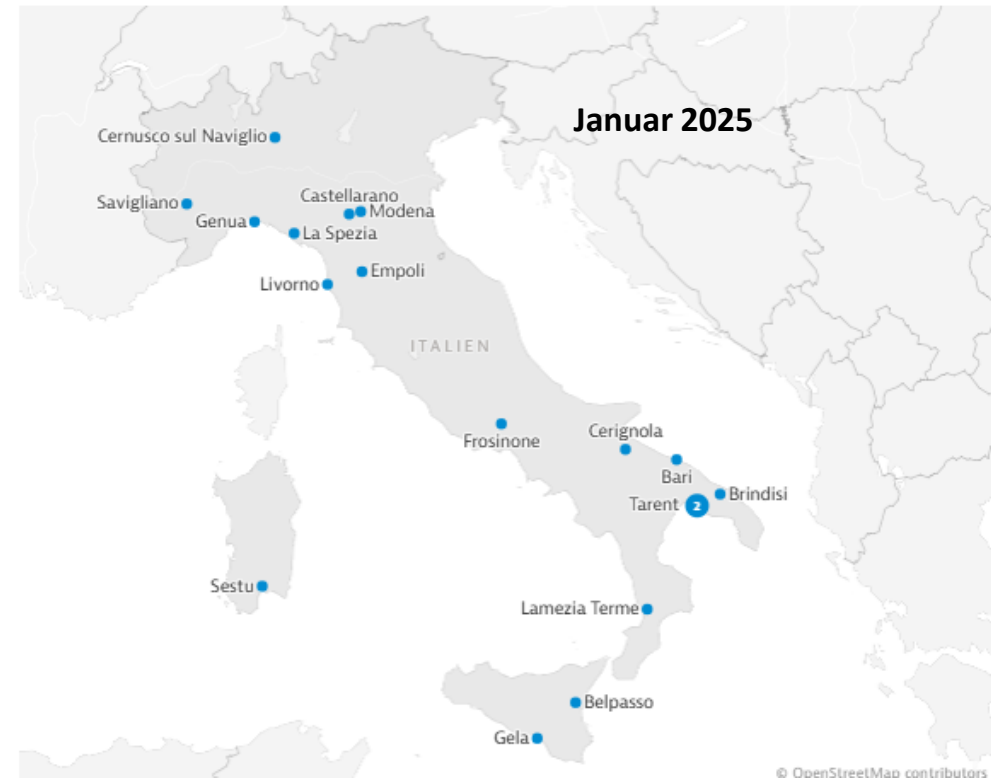 Januar 2025
Cernusco sul Naviglio
Castellarano
Savigliano
Modena
Genua
La Spezia
Empoli
Livorno
ITALIEN
Cerignola
Frosinone
Bari
Brindisi
Tarent 2
Sestu
Lamezia Terme
Belpasso
Gela
© OpenStreetMap contributors